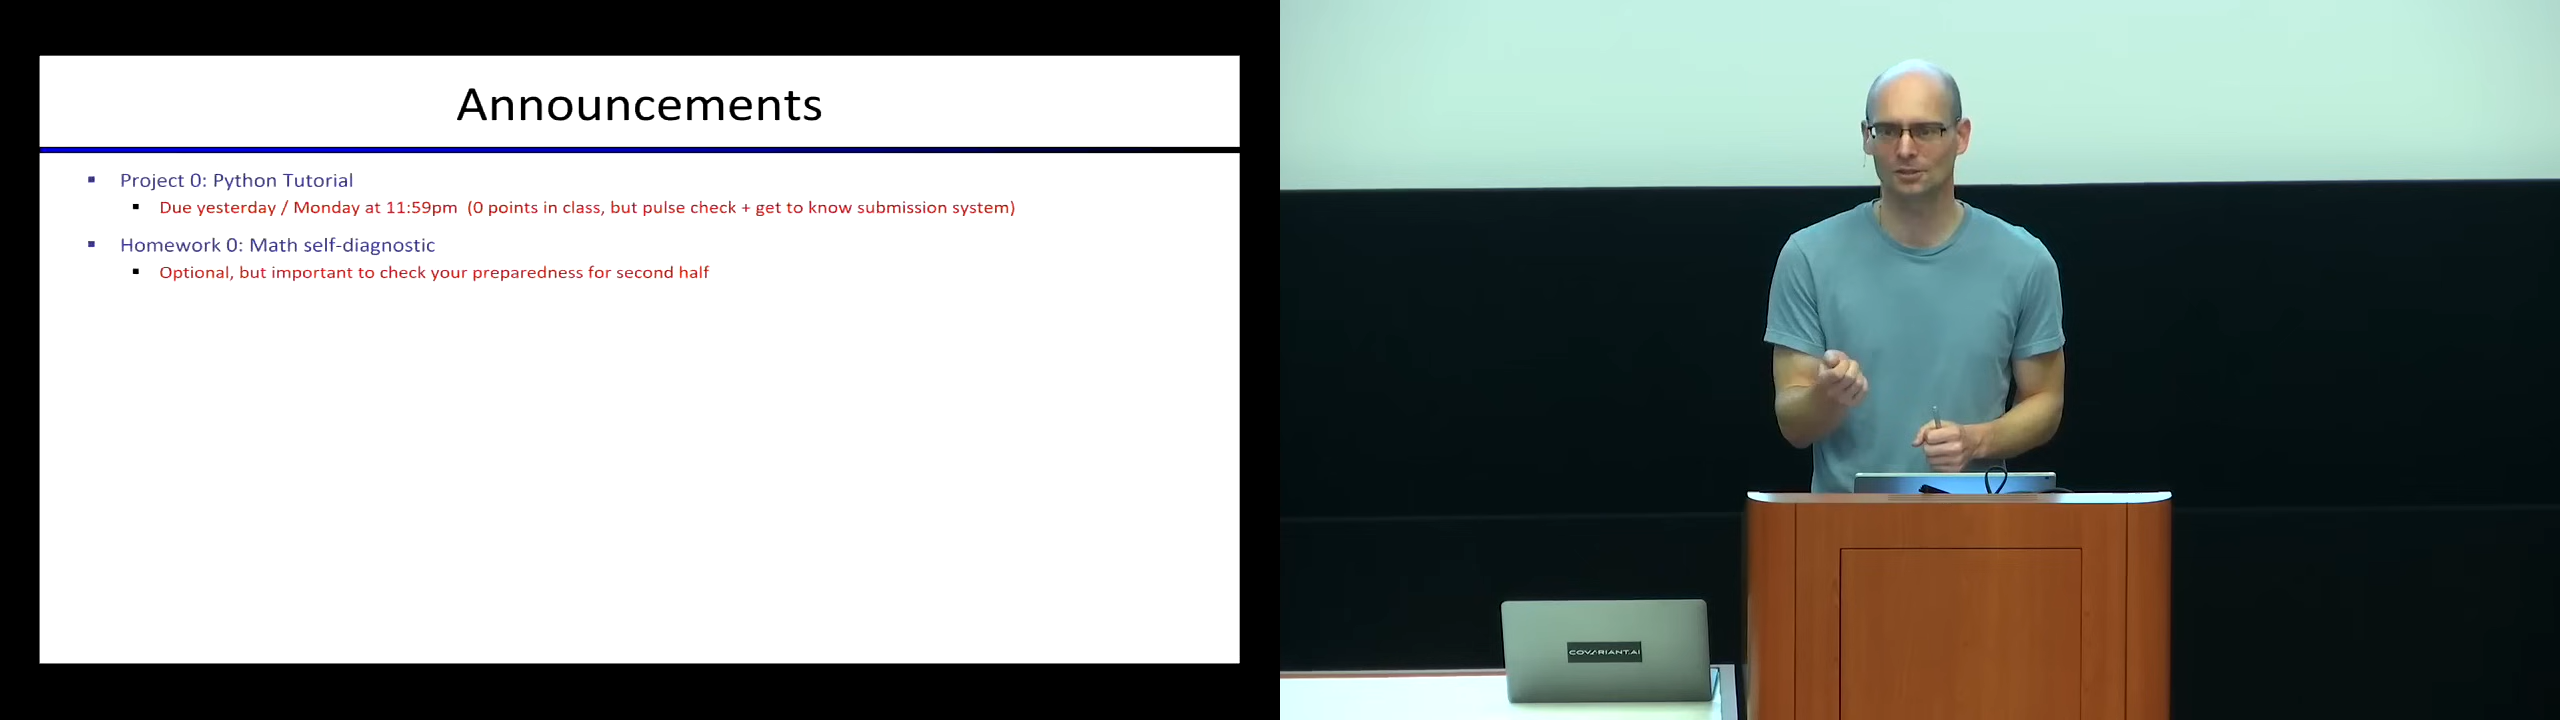 Announcements
Project 0: Python Tutorial
Due yesterday / Monday at 11:59pm (0 points in class, but pulse check + get to know submission system)
Homework 0: Math self-diagnostic
Optional, but important to check your preparedness for second half
COVARIANT.AI